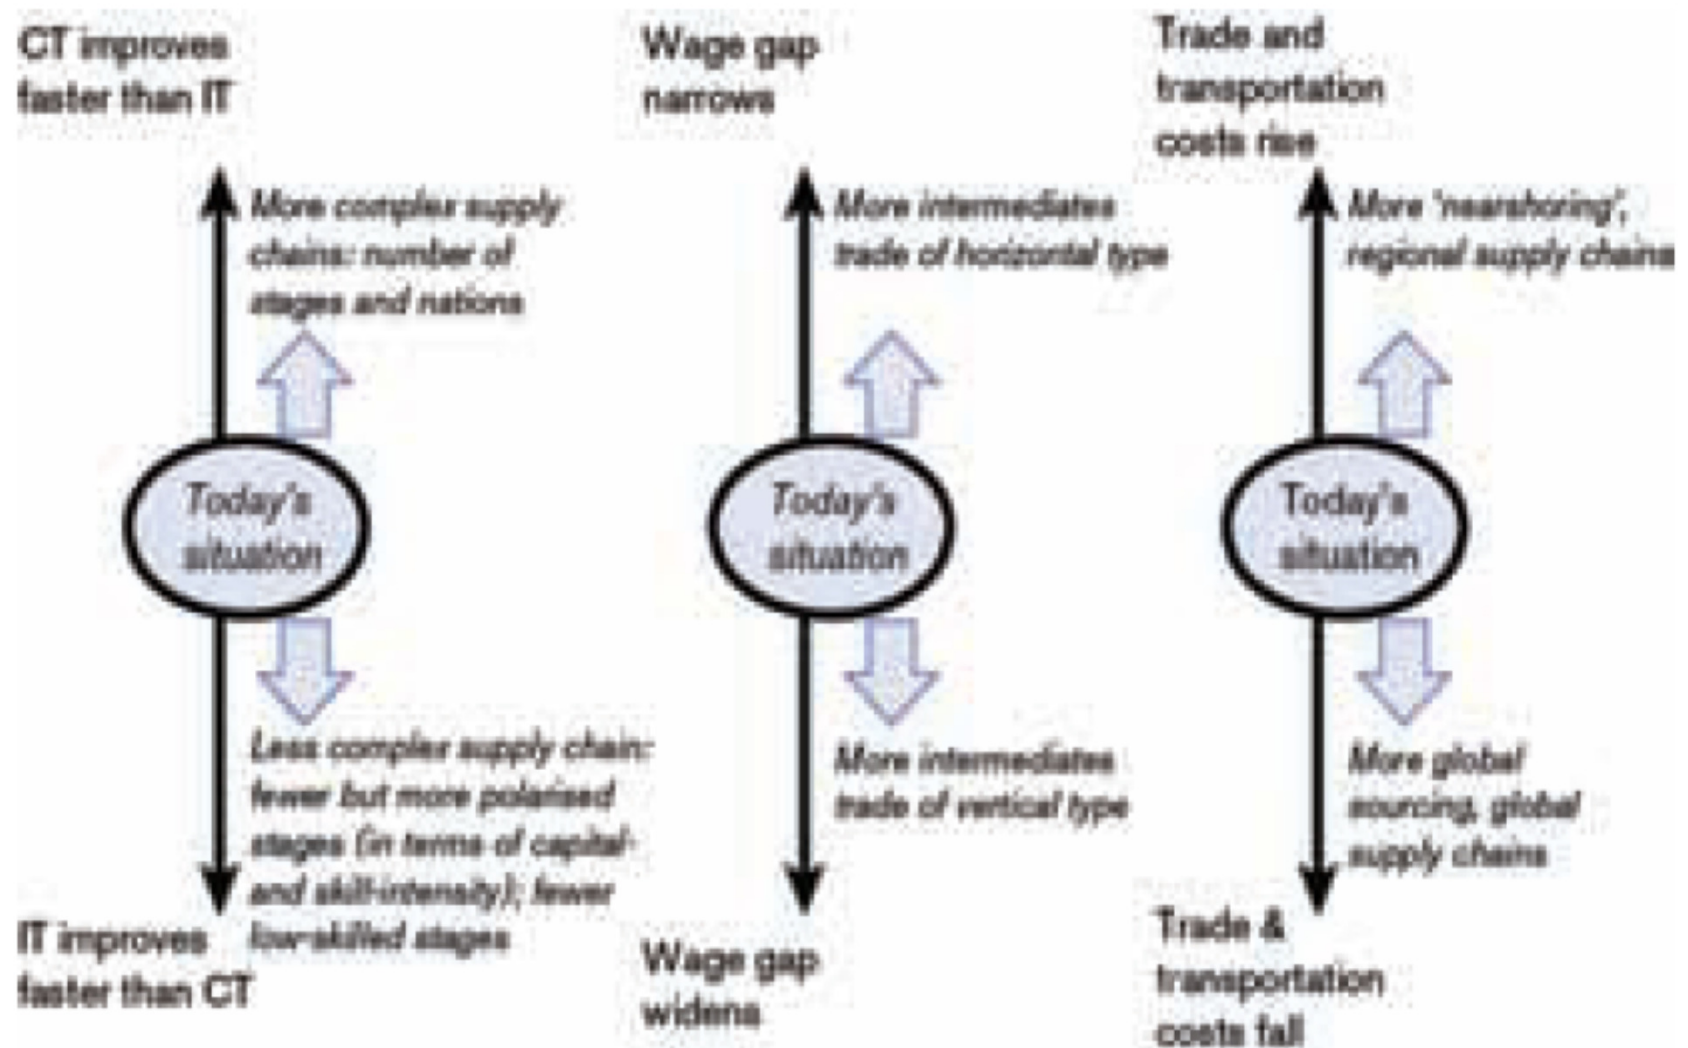 CT improves
faster than IT
More complex supply
chains: number of
stages and nations
Today's
situation
Less complex supply chain:
fewer but more polarised
stages (in terms of capital-
and skill-intensity); fewer
low-skilled stages
IT improves
faster than CT
Wage gap
narrows
More intermediates
trade of horizontal type
Today's
situation
More intermediates
trade of vertical type
Wage gap
widens
Trade and
transportation
costs rise
More 'nearshoring',
regional supply chains
Today's
situation
More global
sourcing, global
supply chains
Trade &
transportation
costs fall